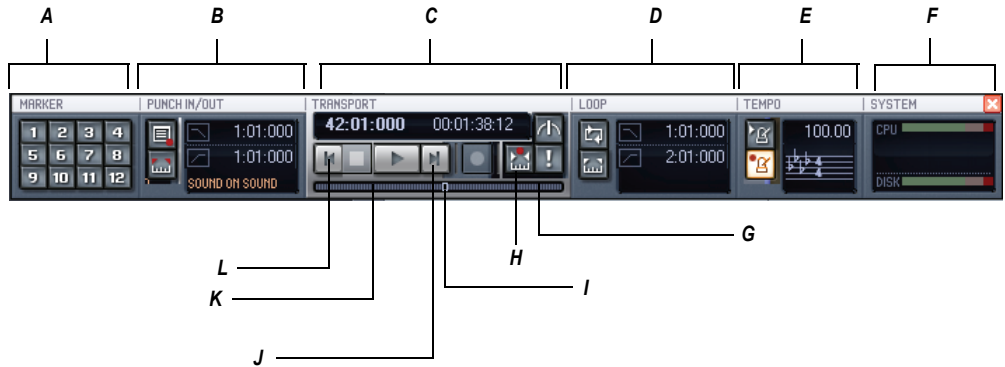 A B C D E F
MARKER PUNCH IN/OUT TRANSPORT LOOP TEMPO SYSTEM
1 2 3 4
5 6 7 8
9 10 11 12
1:01:000
1:01:000
SOUND ON SOUND
42:01:000 00:01:38:12
1:01:000
2:01:000
100.00
4
4
CPU
DISK
G
H
I
L
K
J